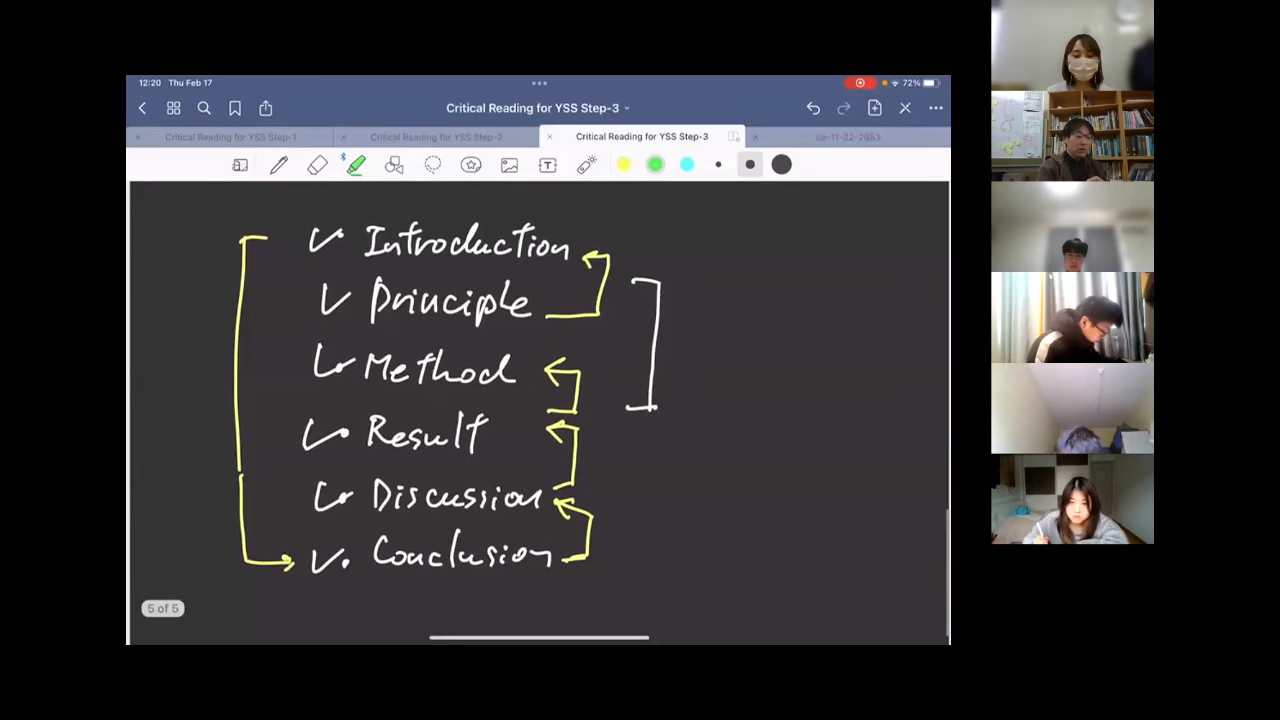 12:20 Thu Feb 17
72%
Critical Reading for YSS Step-3
Critical Reading for YSS Step-1
Critical Reading for YSS Step-2
Critical Reading for YSS Step-3
Introduction
Principle
Method
Result
Discussion
Conclusion
5 of 5